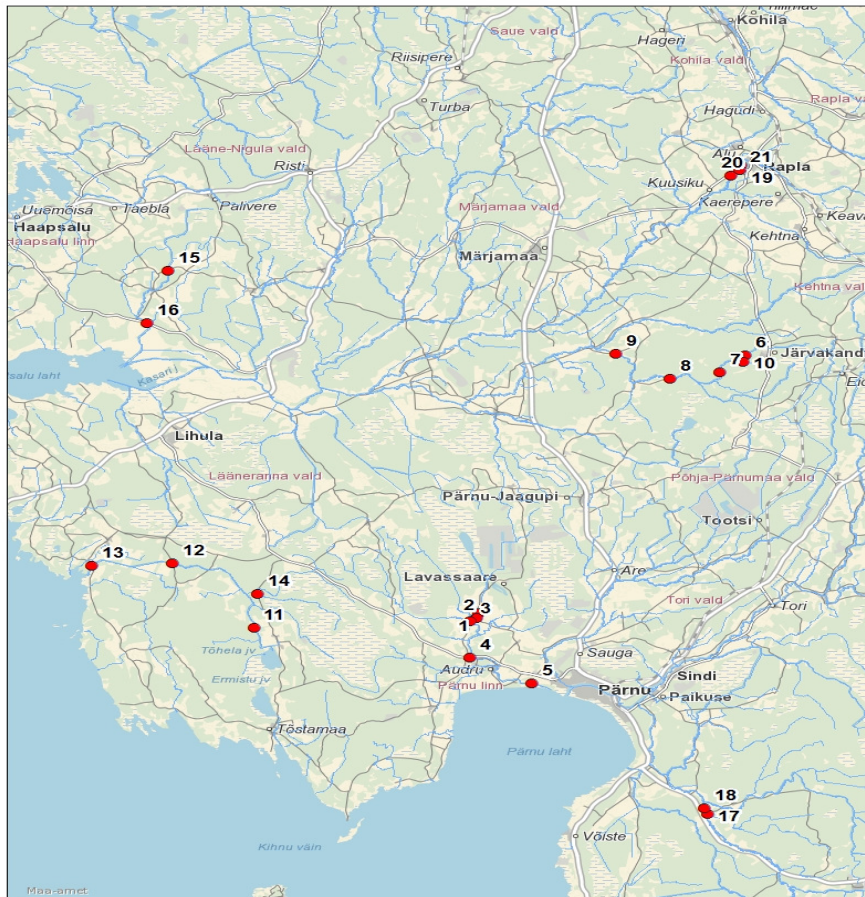 Saue vald
Kohila
Hageri
Riisipere
Kohila vald
Turba
Hagudi
Rapla
Lääne-Nigula vald
Alu
Risti
20
21
Rapla
Kuusiku
19
Taebla
Palivere
Kaerepere
Uuemõisa
Haapsalu
Märjamaa vald
Keava
Haapsalu linn
Kehtna
Märjamaa
15
Kehtna
16
9
6
Järvakandi
7
10
Kasari j
8
Lihula
Lääneranna vald
Põhja-Pärnumaa vald
Pärnu-Jaagupi
Tootsi
13
12
Are
Lavassaare
14
2
3
Tori vald
Tori
11
1
Tõhela jv
4
Sauga
Audru
Sindi
Ermistu jv
5
Pärnu linn
Pärnu
Paikuse
Tõstamaa
Pärnu laht
18
17
Võiste
Kihnu väin
Maa-amet